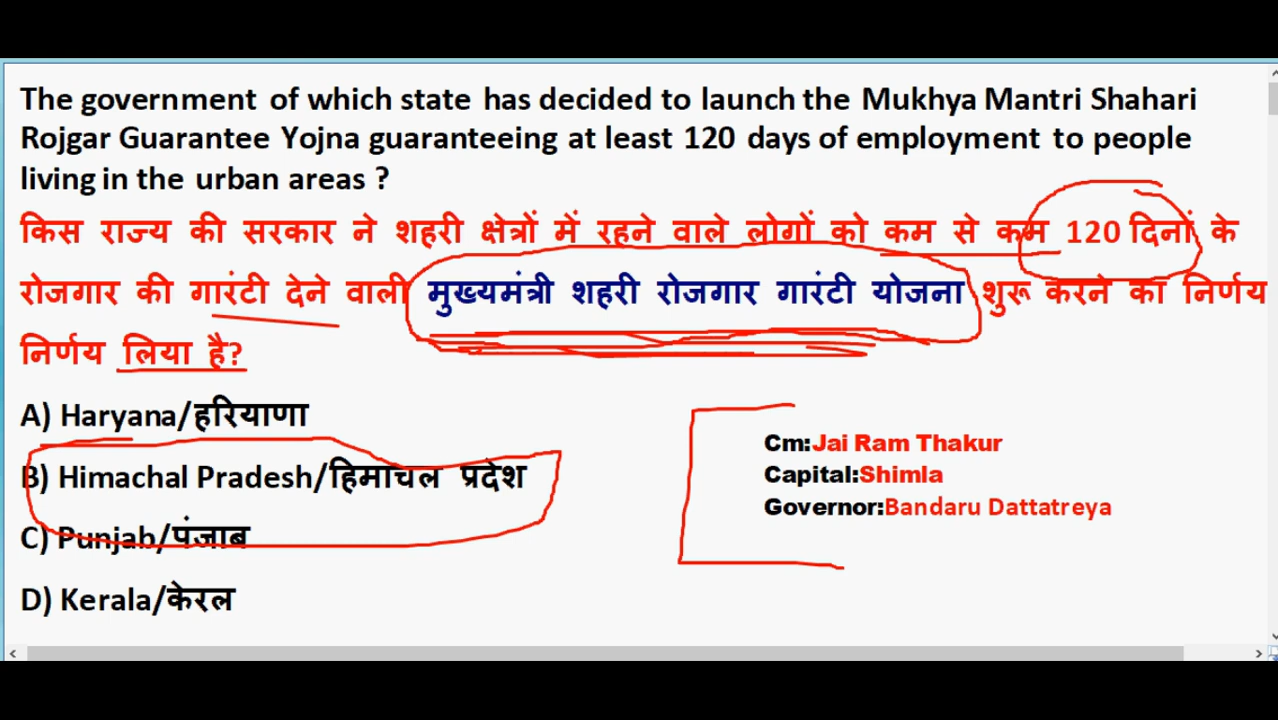 The government of which state has decided to launch the Mukhya Mantri Shahari
Rojgar Guarantee Yojna guaranteeing at least 120 days of employment to people
living in the urban areas ?
किस राज्य की सरकार ने शहरी क्षेत्रों में रहने वाले लोगों को कम से कम 120 दिनों के
रोजगार की गारंटी देने वाली मुख्यमंत्री शहरी रोजगार गारंटी योजना शुरू करने का निर्णय
निर्णय लिया है?
A) Haryana/हरियाणा
B) Himachal Pradesh/हिमाचल प्रदेश
C) Punjab/पंजाब
D) Kerala/केरल
Cm:Jai Ram Thakur
Capital:Shimla
Governor:Bandaru Dattatreya